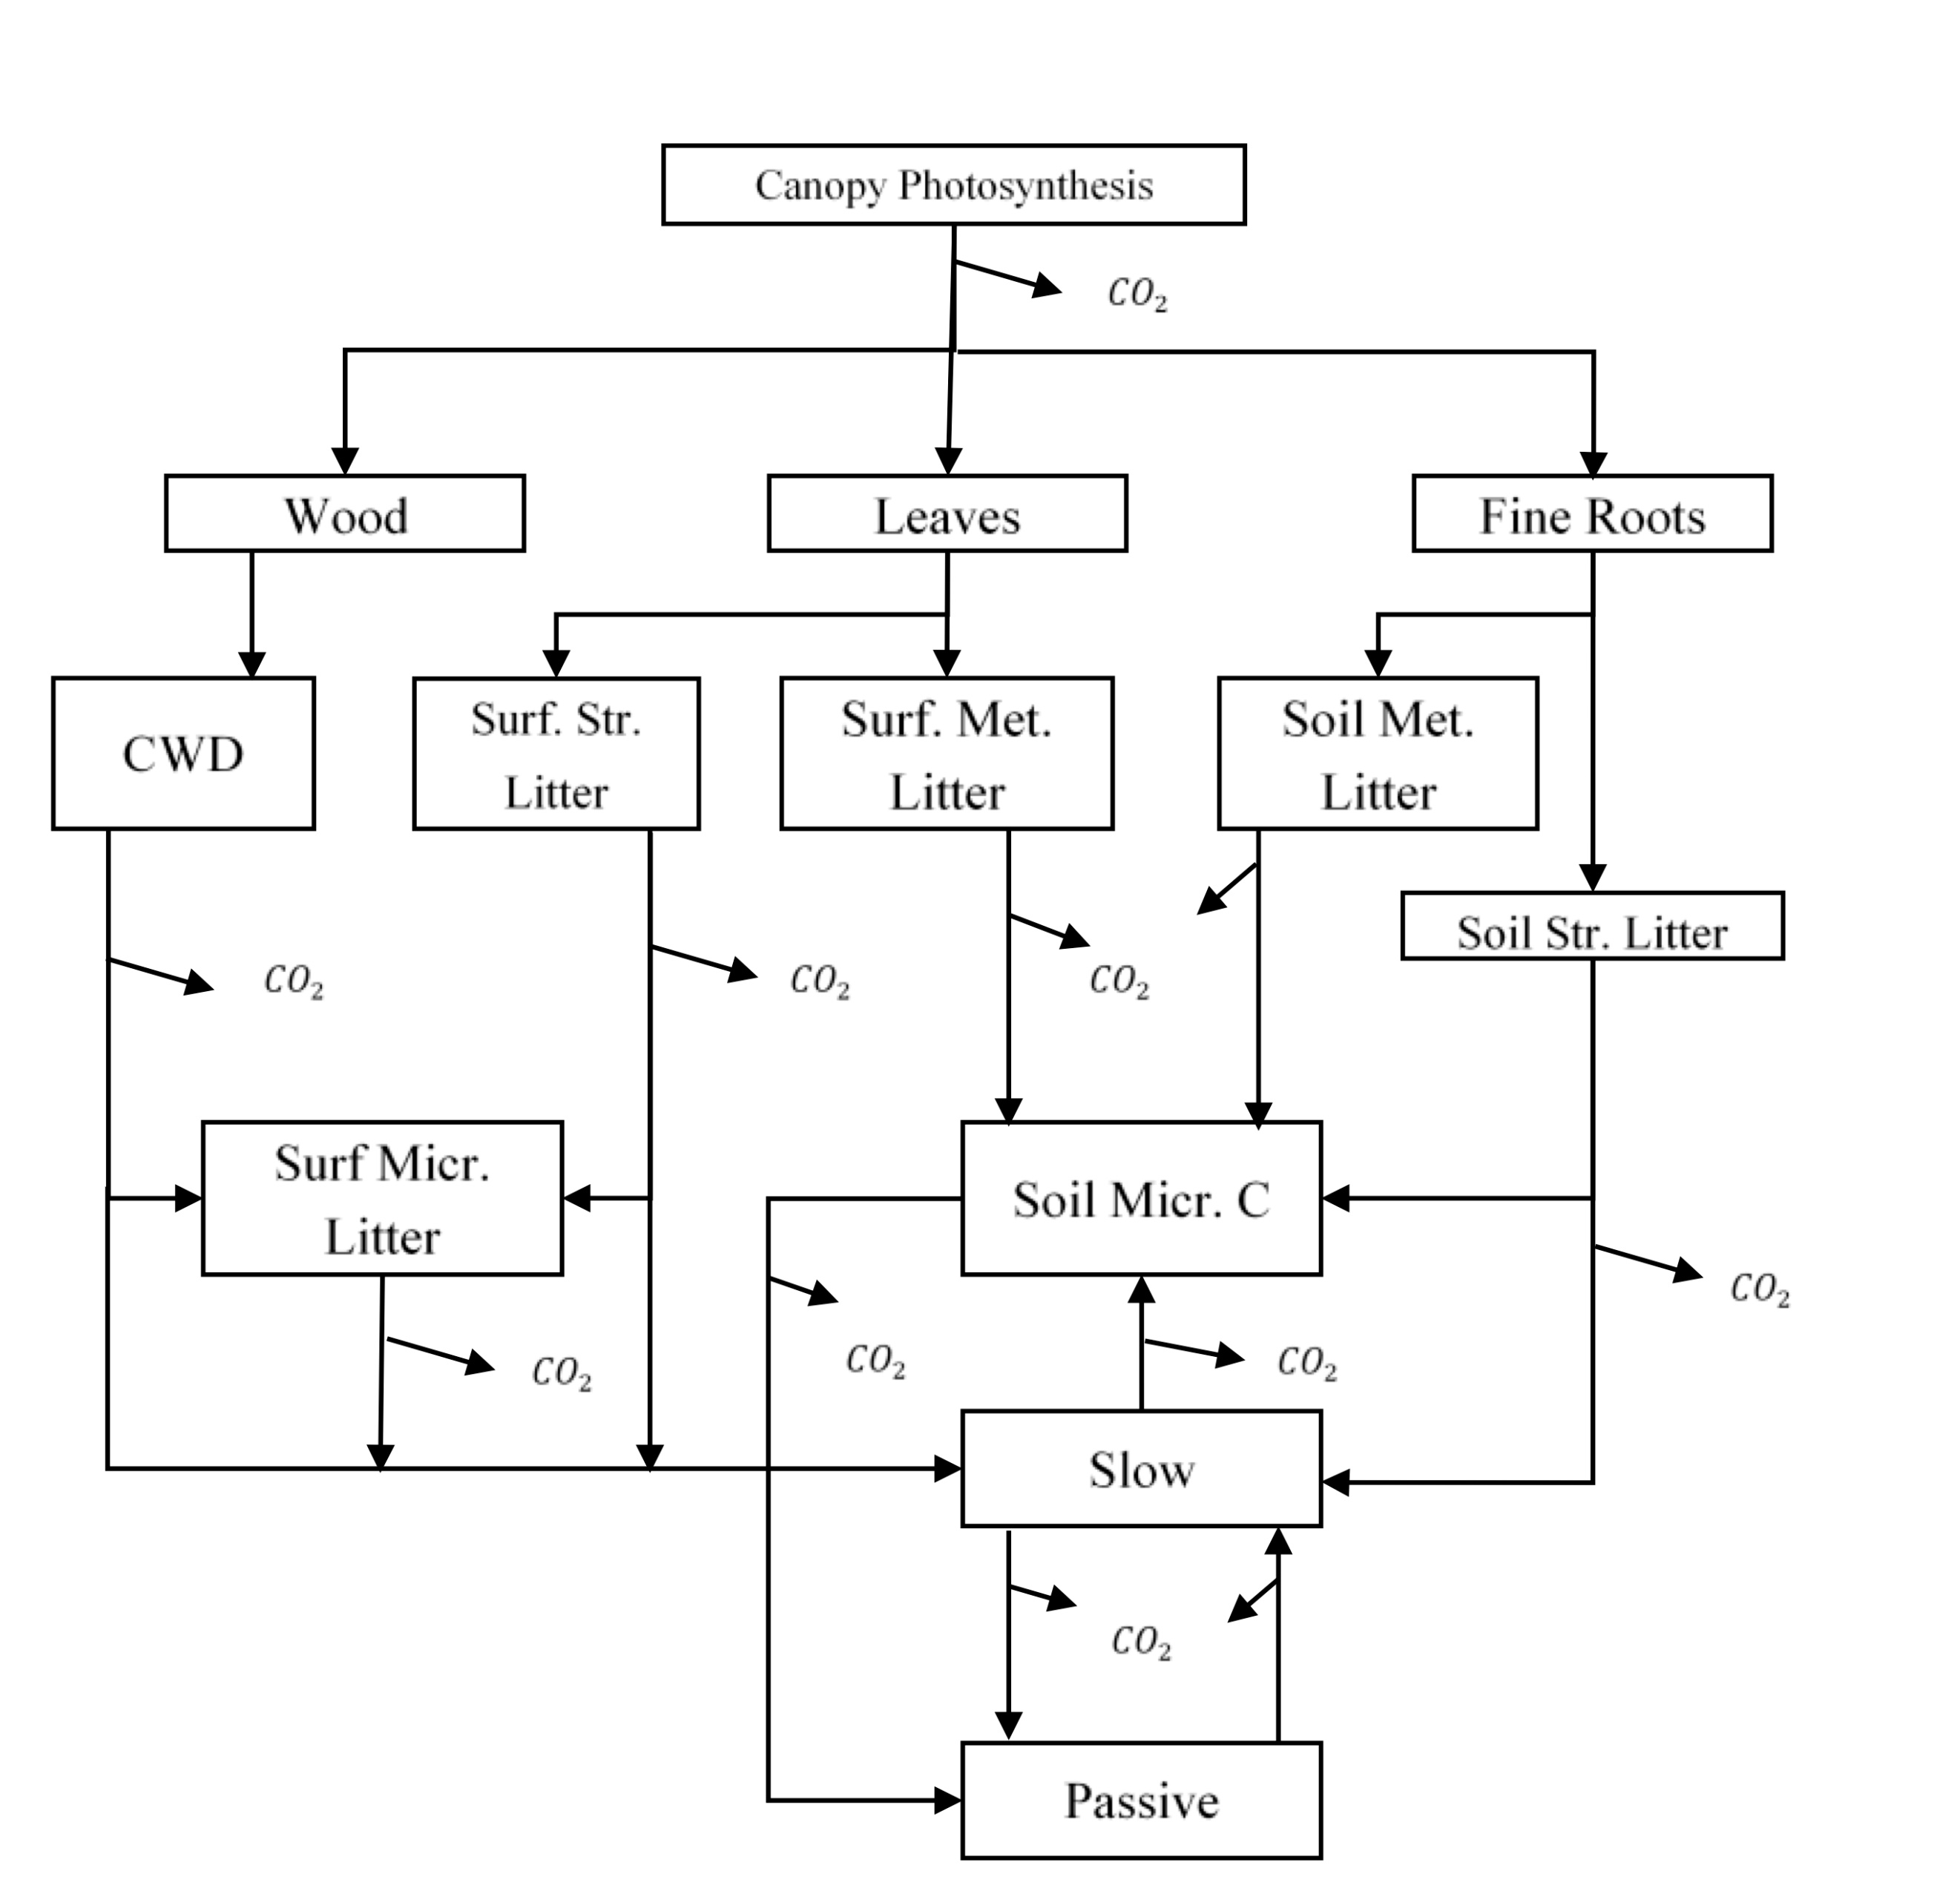 Canopy Photosynthesis
CO₂
Wood
Leaves
Fine Roots
CWD
Surf. Str.
Litter
Surf. Met.
Litter
Soil Met.
Litter
Soil Str. Litter
CO₂
CO₂
CO₂
Surf Micr.
Litter
Soil Micr. C
CO₂
CO₂
CO₂
CO₂
Slow
CO₂
Passive